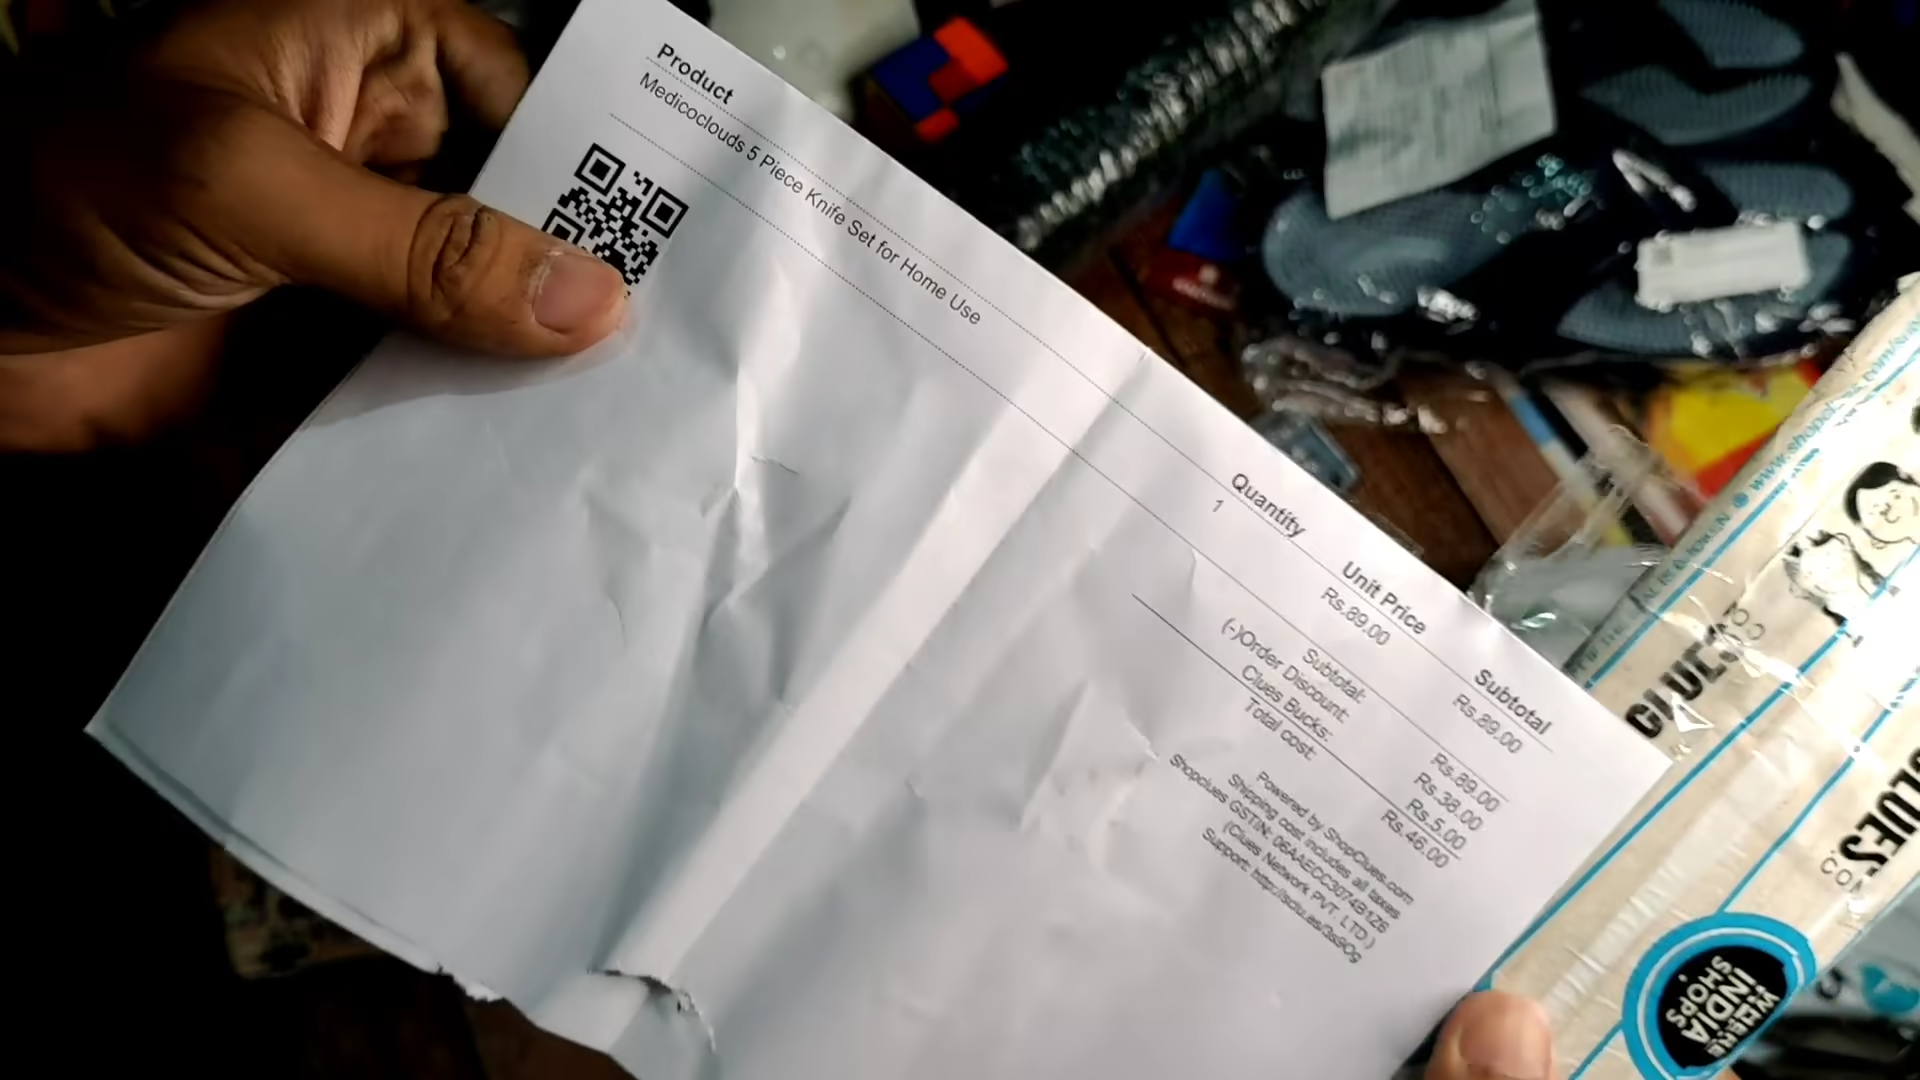 Product Quantity Unit Price Subtotal
Medicoclouds 5 Piece Knife Set for Home Use 1 Rs.89.00 Rs.89.00
Subtotal: Rs.89.00
(-)Order Discount: Rs.38.00
Clues Bucks: Rs.5.00
Total cost: Rs.46.00
Powered by ShopClues.com
Shipping cost includes all taxes
Shopclues GSTIN: 06AAECC3074B1Z6
(Clues Network PVT. LTD.)
Support: http://sclu.es/3s9Og
CLUES
CLUES
WHERE
INDIA
SHOPS